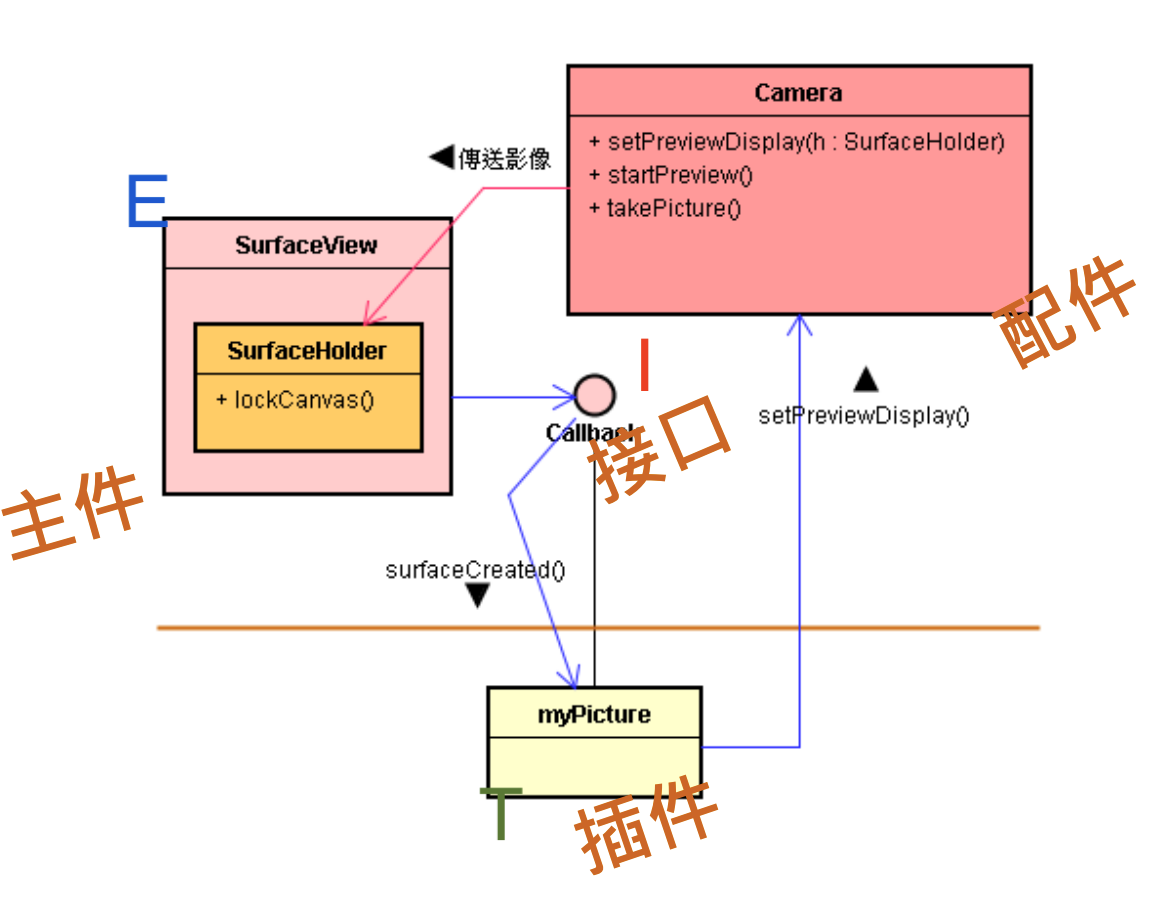 Camera
+ setPreviewDisplay(h : SurfaceHolder)
+ startPreview()
+ takePicture()
◀傳送影像
E
SurfaceView
SurfaceHolder
+ lockCanvas()
配件
I
Callback
接口
▲
setPreviewDisplay()
主件
surfaceCreated()
▼
myPicture
T
插件